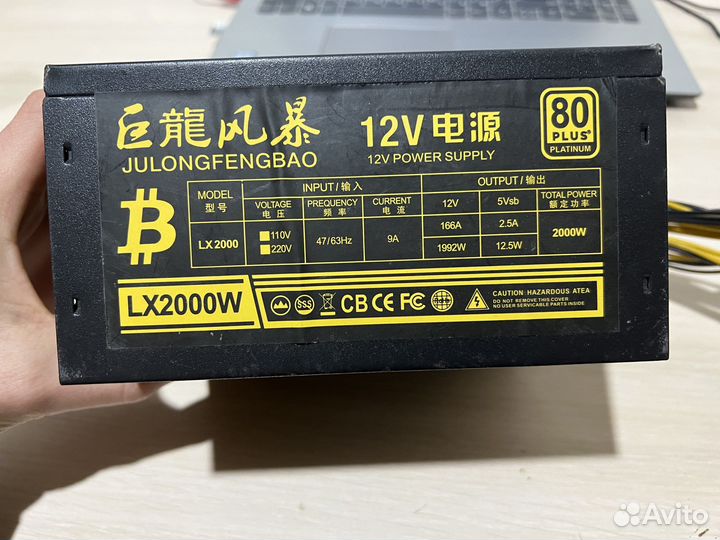 巨龍风暴
JULONGFENGBAO
12V电源
12V POWER SUPPLY
80
PLUS
PLATINUM
MODEL
型号
INPUT/输入
OUTPUT/输出
TOTAL POWER
额定功率
VOLTAGE
电压
PREQUENCY
频率
CURRENT
电流
12V
5Vsb
LX2000
110V
220V
47/63Hz
9A
166A
2.5A
1992W
12.5W
2000W
LX2000W
SSS
CB CE FC
CAUTION HAZARDOUS ATEA
DO NOT REMOVE THIS COVER
NO USER SERVICABLE PARTS INSIDE
Avito